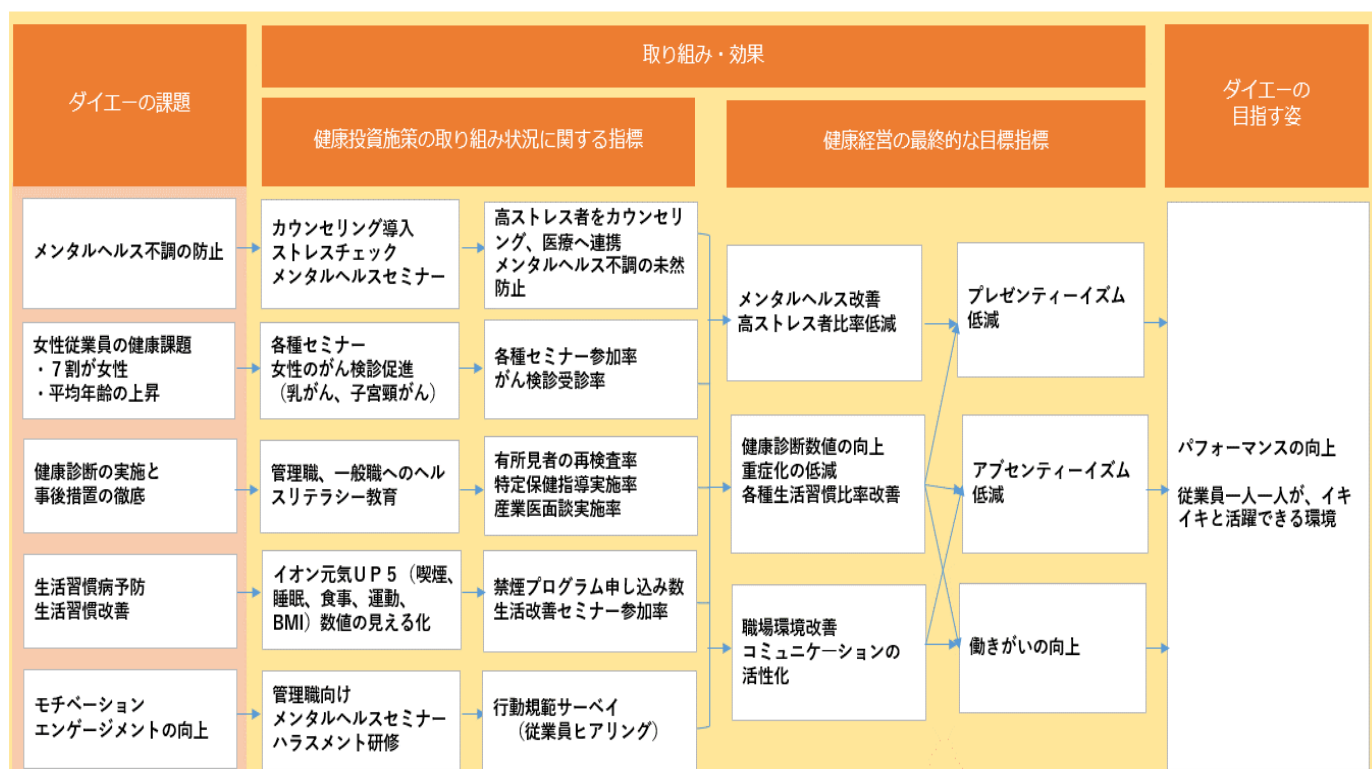 ダイエーの課題
取り組み・効果
ダイエーの
目指す姿
健康投資施策の取り組み状況に関する指標
健康経営の最終的な目標指標
メンタルヘルス不調の防止
カウンセリング導入
ストレスチェック
メンタルヘルスセミナー
高ストレス者をカウンセリ
ング、医療へ連携
メンタルヘルス不調の未然
防止
女性従業員の健康課題
・７割が女性
・平均年齢の上昇
各種セミナー
女性のがん検診促進
（乳がん、子宮頸がん）
各種セミナー参加率
がん検診受診率
健康診断の実施と
事後措置の徹底
管理職、一般職へのヘル
スリテラシー教育
有所見者の再検査率
特定保健指導実施率
産業医面談実施率
生活習慣病予防
生活習慣改善
イオン元気ＵＰ５（喫煙、
睡眠、食事、運動、
BMI）数値の見える化
禁煙プログラム申し込み数
生活改善セミナー参加率
モチベーション
エンゲージメントの向上
管理職向け
メンタルヘルスセミナー
ハラスメント研修
行動規範サーベイ
（従業員ヒアリング）
メンタルヘルス改善
高ストレス者比率低減
健康診断数値の向上
重症化の低減
各種生活習慣比率改善
職場環境改善
コミュニケーションの
活性化
プレゼンティーイズム
低減
アブセンティーイズム
低減
働きがいの向上
パフォーマンスの向上
従業員一人一人が、イキ
イキと活躍できる環境